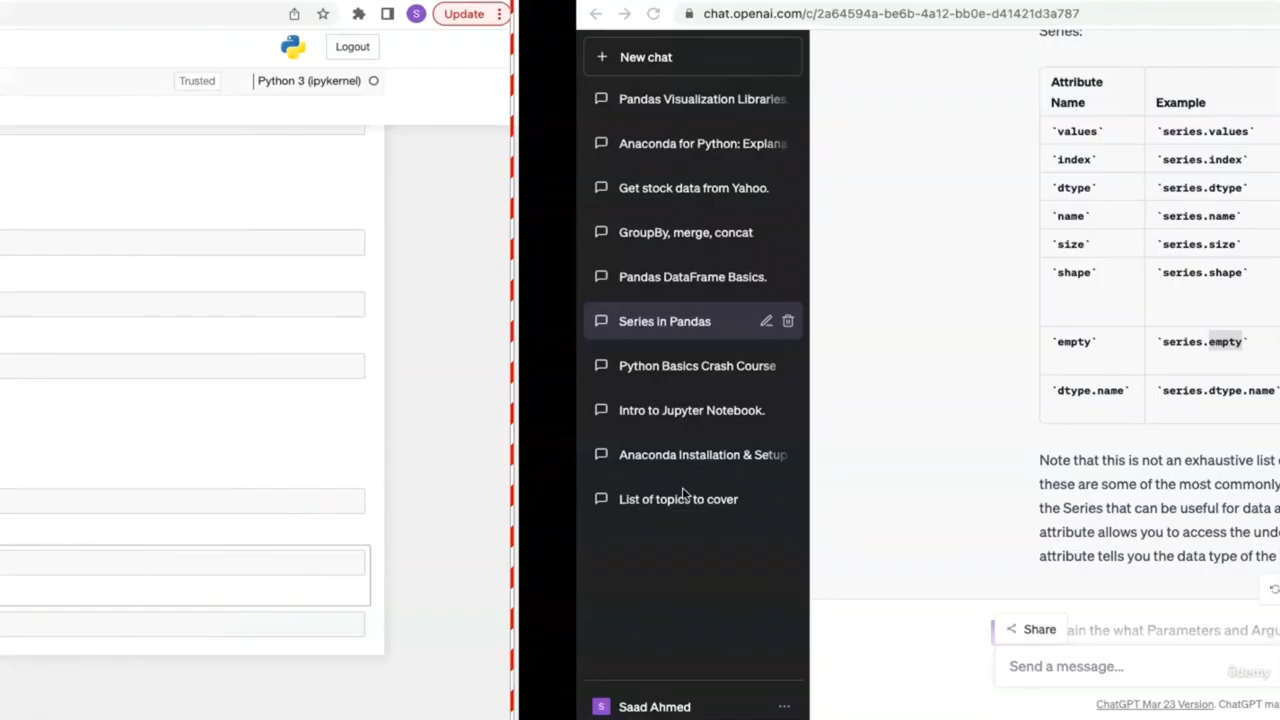 S
Update
Logout
Trusted
Python 3 (ipykernel)
chat.openai.com/c/2a64594a-be6b-4a12-bb0e-d41421d3a787
+ New chat
Pandas Visualization Libraries.
Anaconda for Python: Explana
Get stock data from Yahoo.
GroupBy, merge, concat
Pandas DataFrame Basics.
Series in Pandas
Python Basics Crash Course
Intro to Jupyter Notebook.
Anaconda Installation & Setup
List of topics to cover
S Saad Ahmed ...
Series:
Attribute
Name Example
`values` `series.values`
`index` `series.index`
`dtype` `series.dtype`
`name` `series.name`
`size` `series.size`
`shape` `series.shape`
`empty` `series.empty`
`dtype.name` `series.dtype.name`
Note that this is not an exhaustive list
these are some of the most commonly
the Series that can be useful for data a
attribute allows you to access the und
attribute tells you the data type of the
Share
ain the what Parameters and Argu
Send a message...
ûdemy
ChatGPT Mar 23 Version. ChatGPT ma